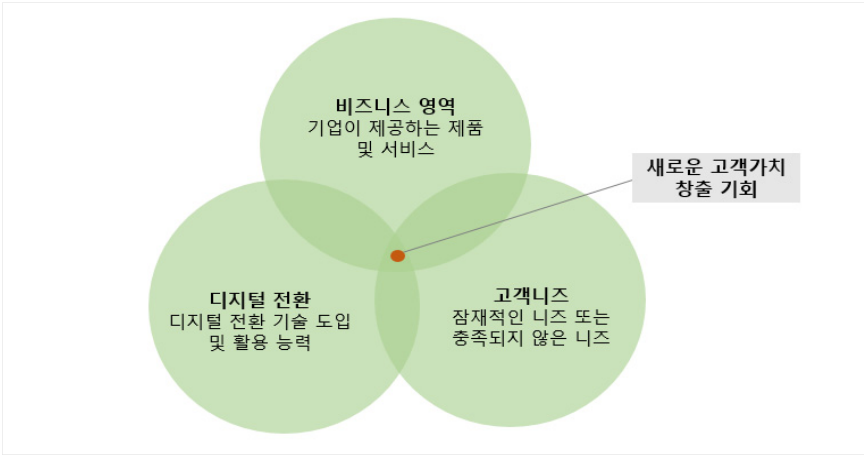 비즈니스 영역
기업이 제공하는 제품
및 서비스
새로운 고객가치
창출 기회
디지털 전환
디지털 전환 기술 도입
및 활용 능력
고객니즈
잠재적인 니즈 또는
충족되지 않은 니즈